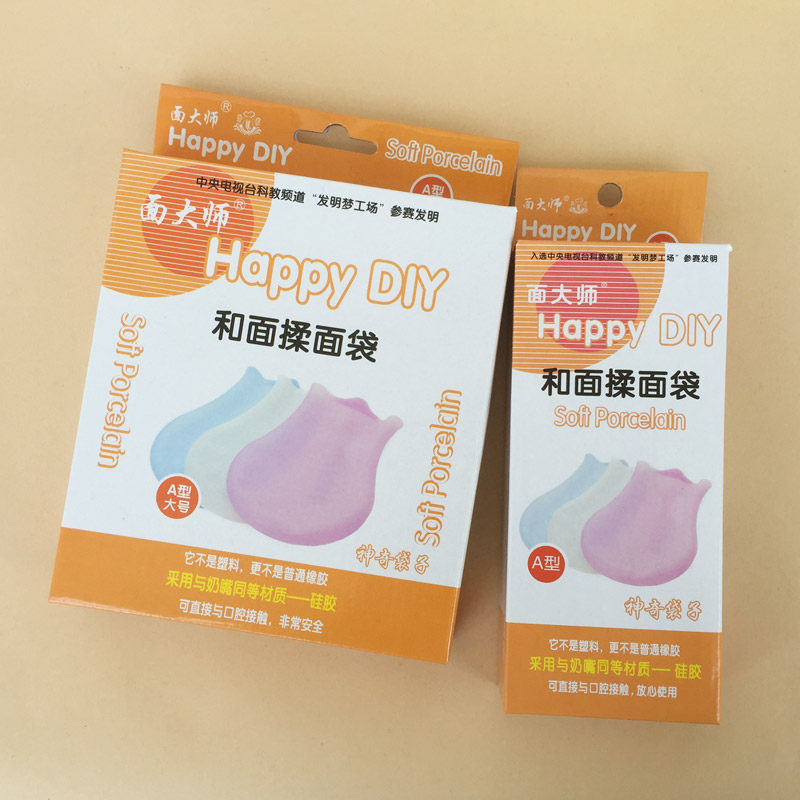 面大师®
Happy DIY
Soft Porcelain
A型
中央电视台科教频道“发明梦工场”参赛发明
面大师®
Happy DIY
和面揉面袋
Soft Porcelain
Soft Porcelain
A型
大号
神奇袋子
它不是塑料，更不是普通橡胶
采用与奶嘴同等材质——硅胶
可直接与口腔接触，非常安全
面大师®
Happy DIY
入选中央电视台科教频道“发明梦工场”参赛发明
面大师®
Happy DIY
和面揉面袋
Soft Porcelain
A型
神奇袋子
它不是塑料，更不是普通橡胶
采用与奶嘴同等材质——硅胶
可直接与口腔接触，放心使用